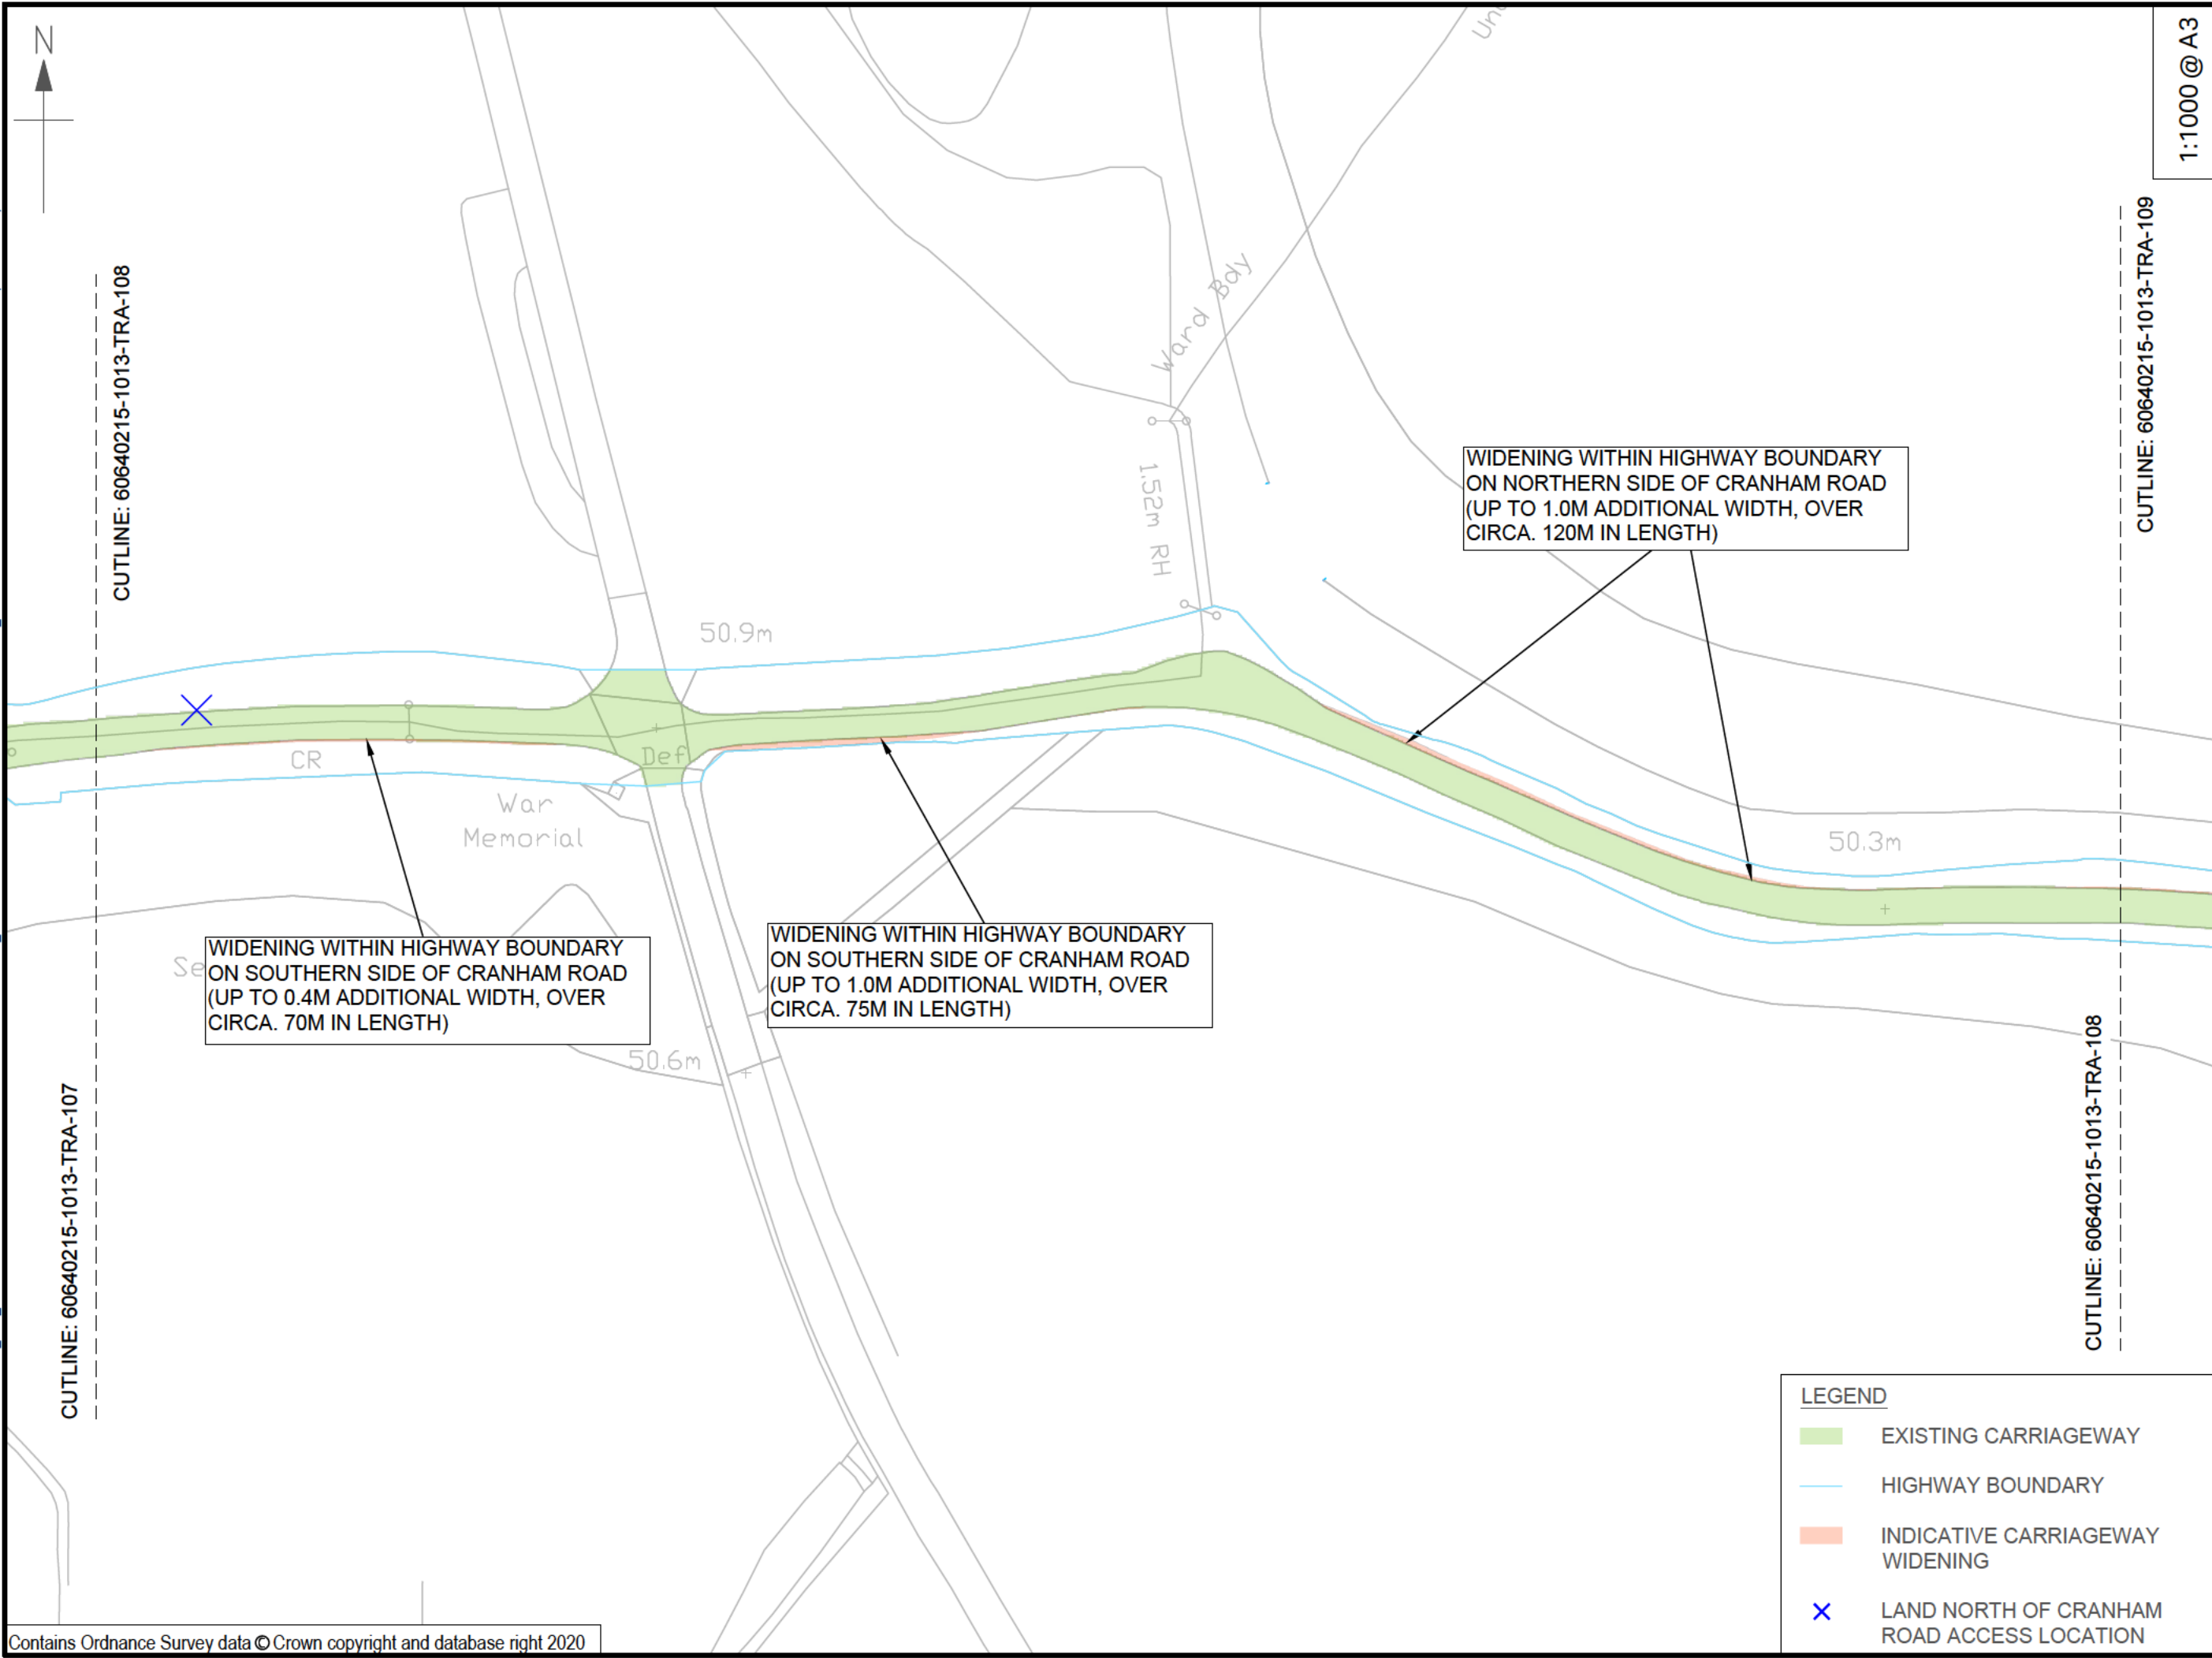 N
1:1000 @ A3
CUTLINE: 60640215-1013-TRA-108
CUTLINE: 60640215-1013-TRA-109
Ward Bdy
1.52m RH
WIDENING WITHIN HIGHWAY BOUNDARY
ON NORTHERN SIDE OF CRANHAM ROAD
(UP TO 1.0M ADDITIONAL WIDTH, OVER
CIRCA. 120M IN LENGTH)
50.9m
CR
Def
War
Memorial
50.3m
WIDENING WITHIN HIGHWAY BOUNDARY
ON SOUTHERN SIDE OF CRANHAM ROAD
(UP TO 0.4M ADDITIONAL WIDTH, OVER
CIRCA. 70M IN LENGTH)
WIDENING WITHIN HIGHWAY BOUNDARY
ON SOUTHERN SIDE OF CRANHAM ROAD
(UP TO 1.0M ADDITIONAL WIDTH, OVER
CIRCA. 75M IN LENGTH)
50.6m
CUTLINE: 60640215-1013-TRA-107
CUTLINE: 60640215-1013-TRA-108
LEGEND
EXISTING CARRIAGEWAY
HIGHWAY BOUNDARY
INDICATIVE CARRIAGEWAY
WIDENING
LAND NORTH OF CRANHAM
ROAD ACCESS LOCATION
Contains Ordnance Survey data © Crown copyright and database right 2020